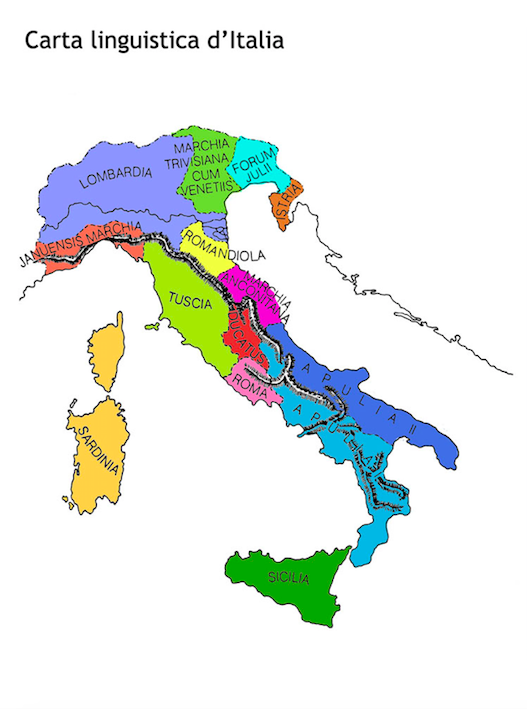 Carta linguistica d'Italia
MARCHIA
TRIVISIANA
CUM
VENETIIS
FORUM
JULII
LOMBARDIA
ISTRIA
JANUENSIS MARCHIA
ROMANDIOLA
MARCHIA
ANCONITANA
TUSCIA
DUCATUS
APULIA II
ROMA
APULIA
SARDINIA
SICILIA